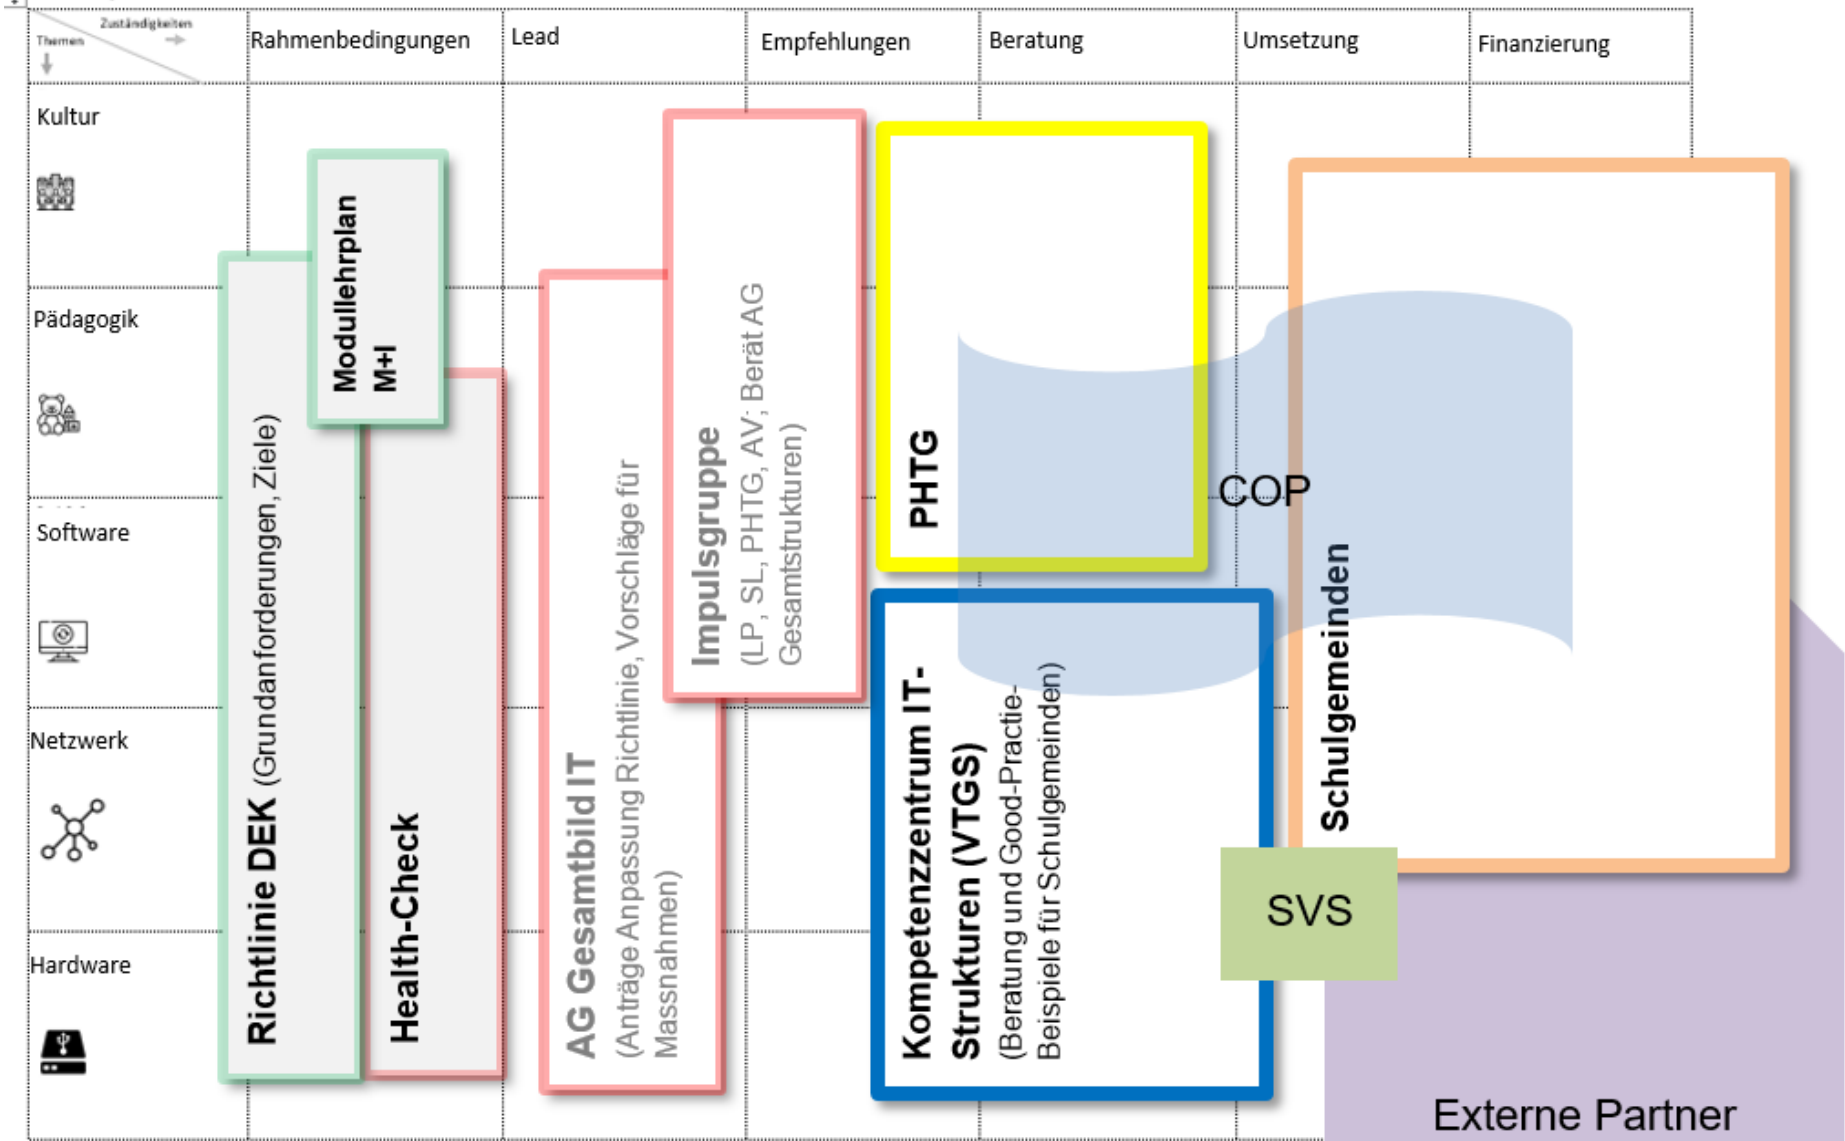 Zuständigkeiten
Themen
Rahmenbedingungen
Lead
Empfehlungen
Beratung
Umsetzung
Finanzierung
Kultur
Pädagogik
Software
Netzwerk
Hardware
Richtlinie DEK (Grundanforderungen, Ziele)
Modullehrplan
M+I
Health-Check
AG Gesamtbild IT
(Anträge Anpassung Richtlinie, Vorschläge für
Massnahmen)
Impulsgruppe
(LP, SL, PHTG, AV; Berät AG
Gesamtstrukturen)
PHTG
Kompetenzzentrum IT-
Strukturen (VTGS)
(Beratung und Good-Practie-
Beispiele für Schulgemeinden)
COP
Schulgemeinden
SVS
Externe Partner